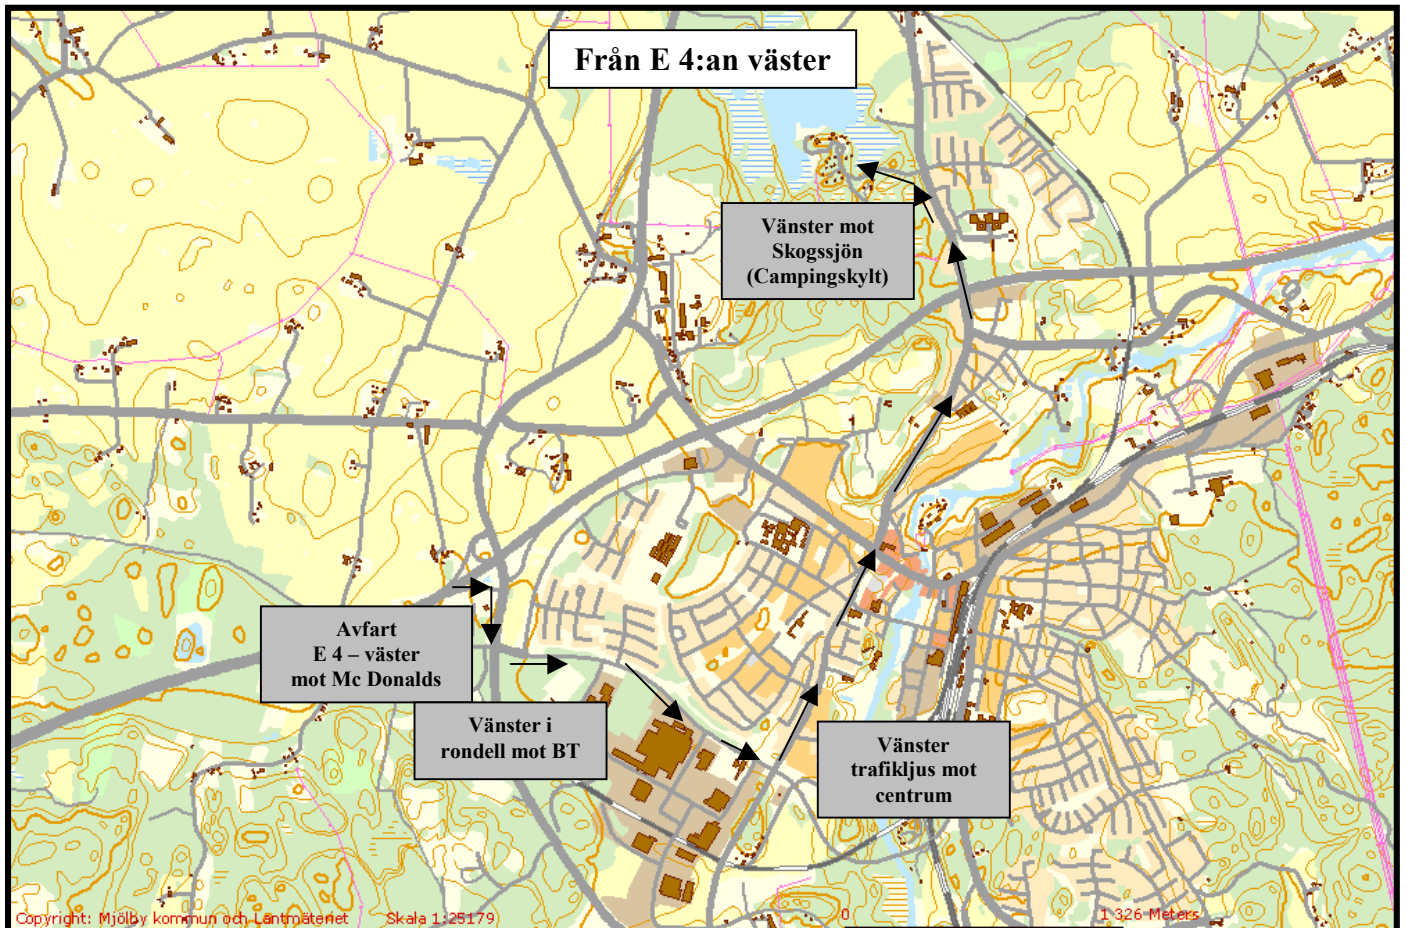 Från E 4:an väster
Vänster mot
Skogssjön
(Campingskylt)
Avfart
E 4 – väster
mot Mc Donalds
Vänster i
rondell mot BT
Vänster
trafikljus mot
centrum
Copyright: Mjölby kommun och Lantmäteriet
Skala 1:25179
0
1 326 Meters